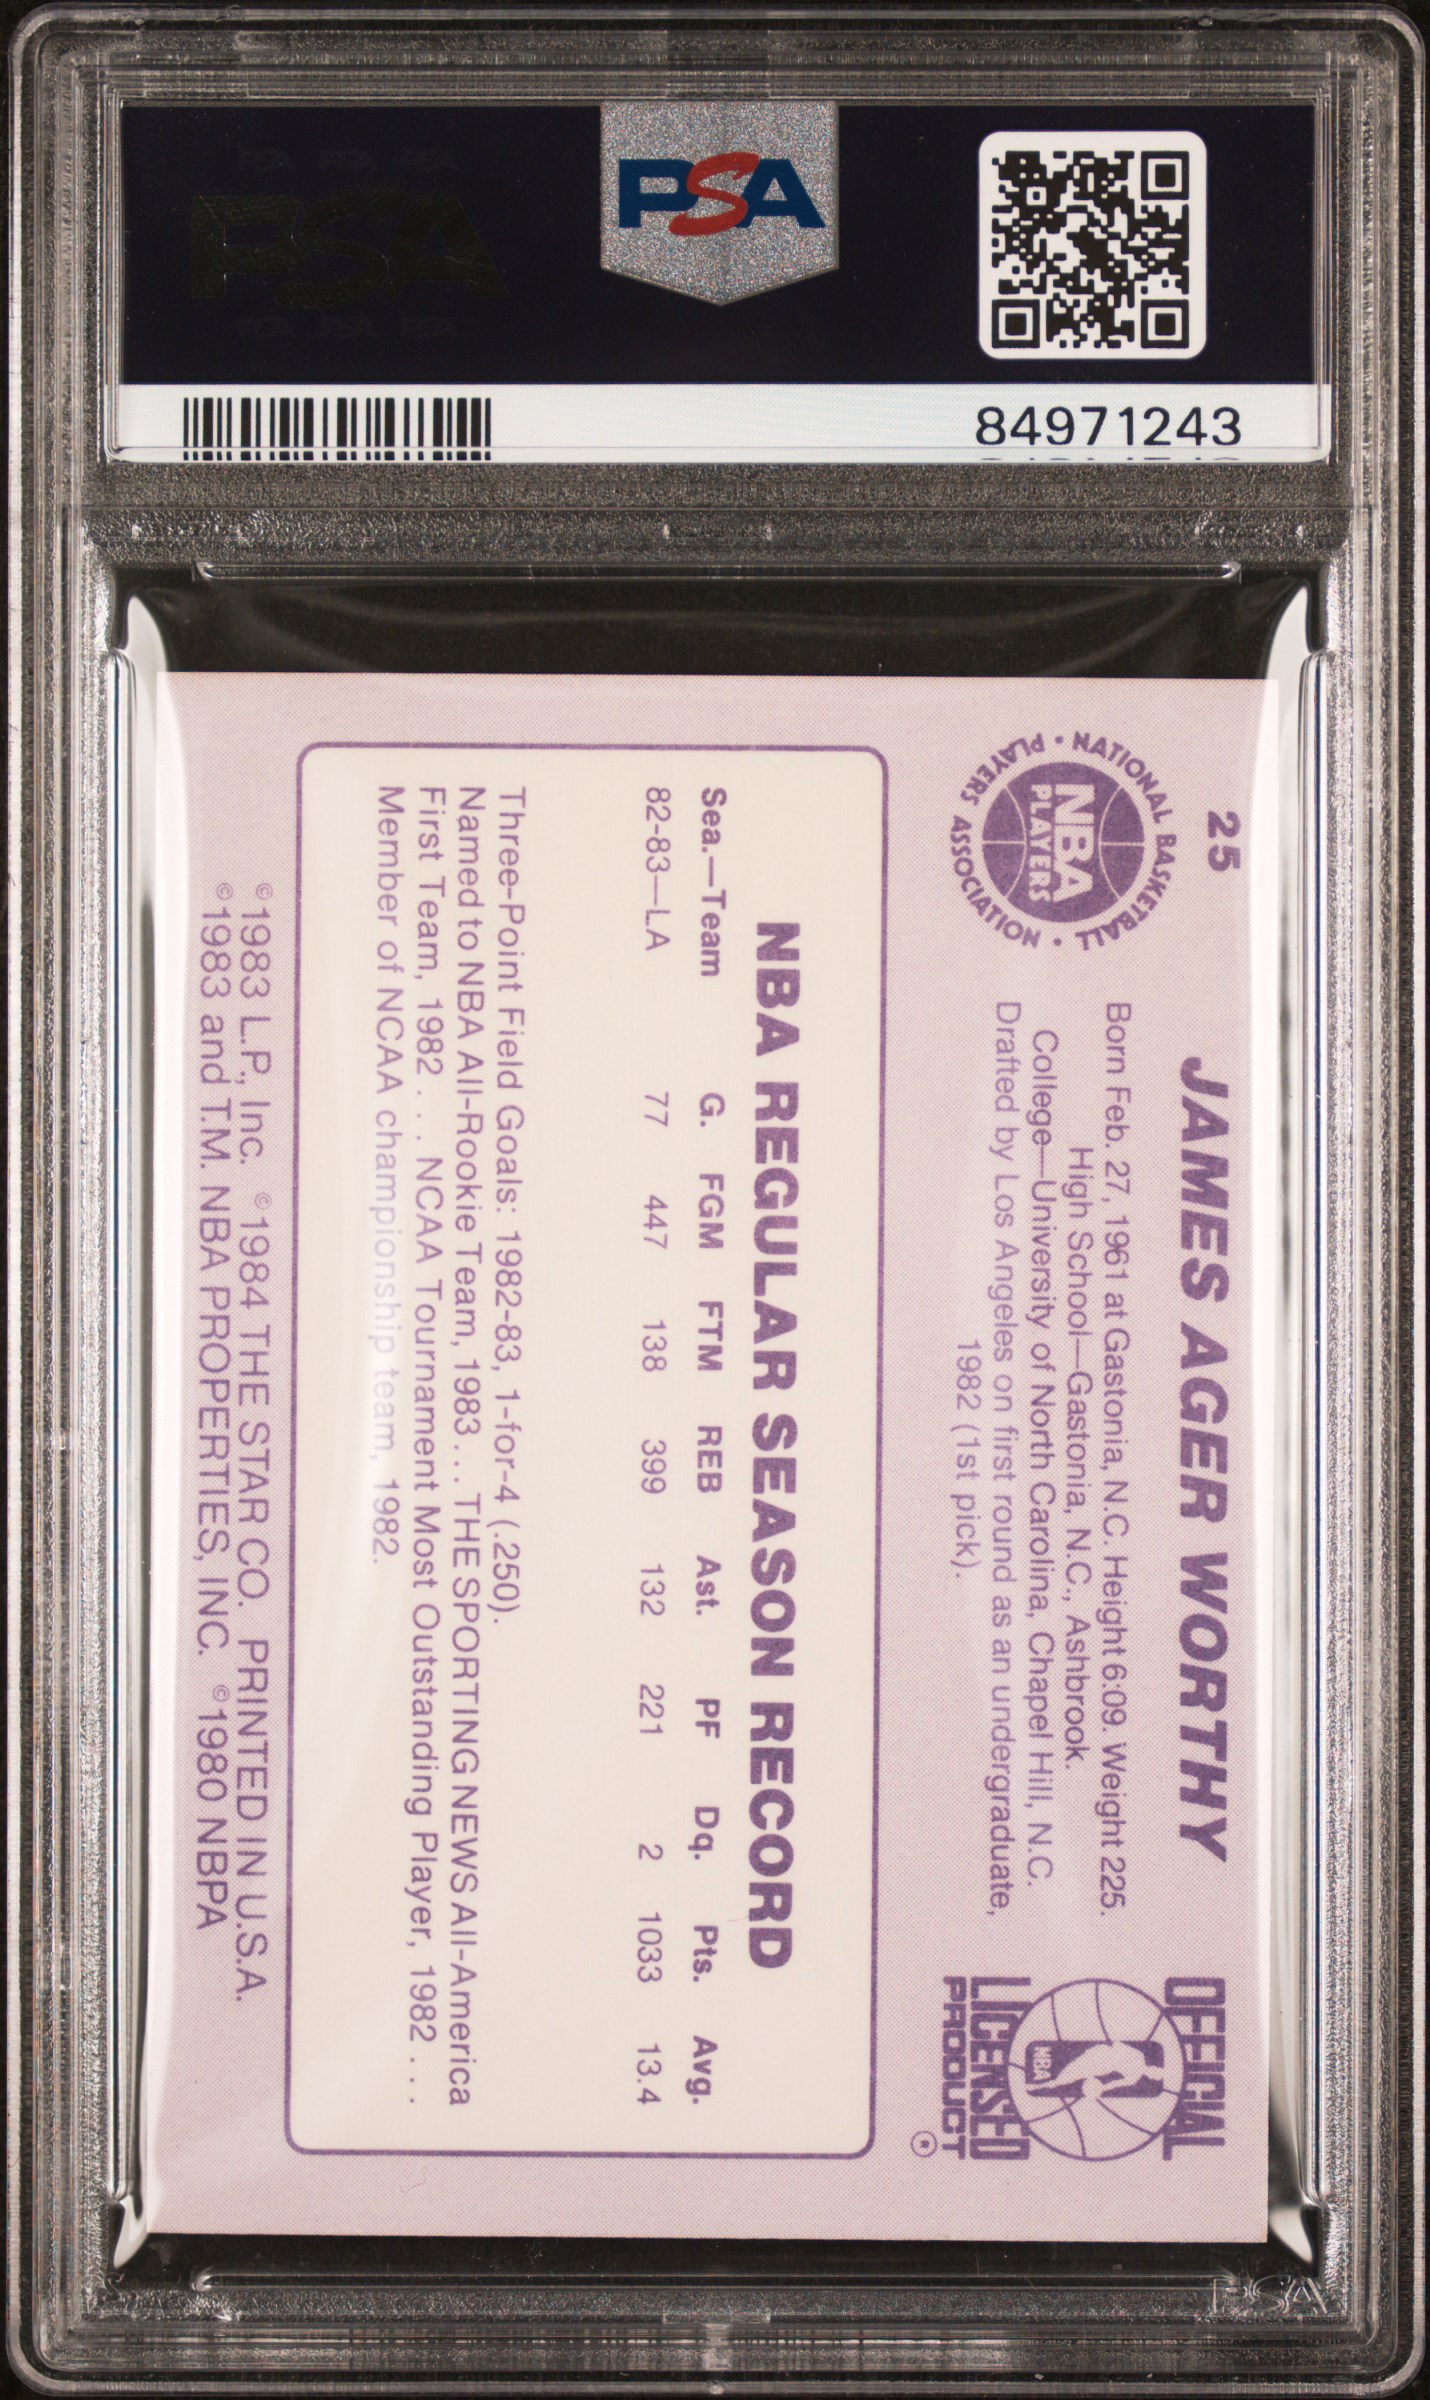 PSA
84971243
25
JAMES AGER WORTHY
NATIONAL BASKETBALL
PLAYERS ASSOCIATION
NBA
PLAYERS
Born Feb. 27, 1961 at Gastonia, N.C. Height 6:09. Weight 225.
High School—Gastonia, N.C., Ashbrook.
College—University of North Carolina, Chapel Hill, N.C.
Drafted by Los Angeles on first round as an undergraduate,
1982 (1st pick).
OFFICIAL
NBA
LICENSED
PRODUCT
®
NBA REGULAR SEASON RECORD
Sea.—Team G. FGM FTM REB Ast. PF Dq. Pts. Avg.
82-83—LA 77 447 138 399 132 221 2 1033 13.4
Three-Point Field Goals: 1982-83, 1-for-4 (.250).
Named to NBA All-Rookie Team, 1983 . . . THE SPORTING NEWS All-America
First Team, 1982 . . . NCAA Tournament Most Outstanding Player, 1982 . . .
Member of NCAA championship team, 1982.
©1983 L.P., Inc. ©1984 THE STAR CO. PRINTED IN U.S.A.
©1983 and T.M. NBA PROPERTIES, INC. ©1980 NBPA
PSA